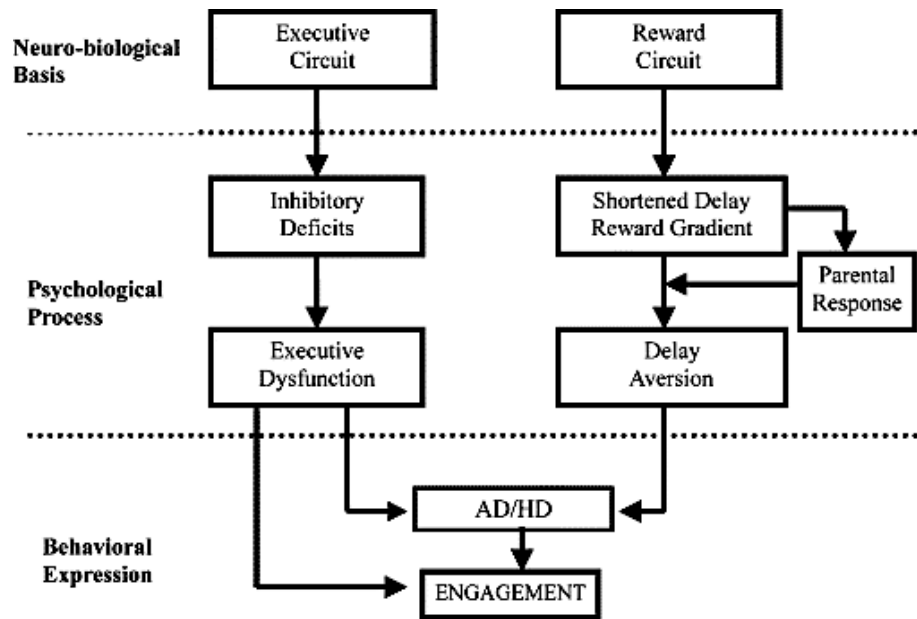 Neuro-biological
Basis
Executive
Circuit
Reward
Circuit
Inhibitory
Deficits
Shortened Delay
Reward Gradient
Psychological
Process
Parental
Response
Executive
Dysfunction
Delay
Aversion
Behavioral
Expression
AD/HD
ENGAGEMENT